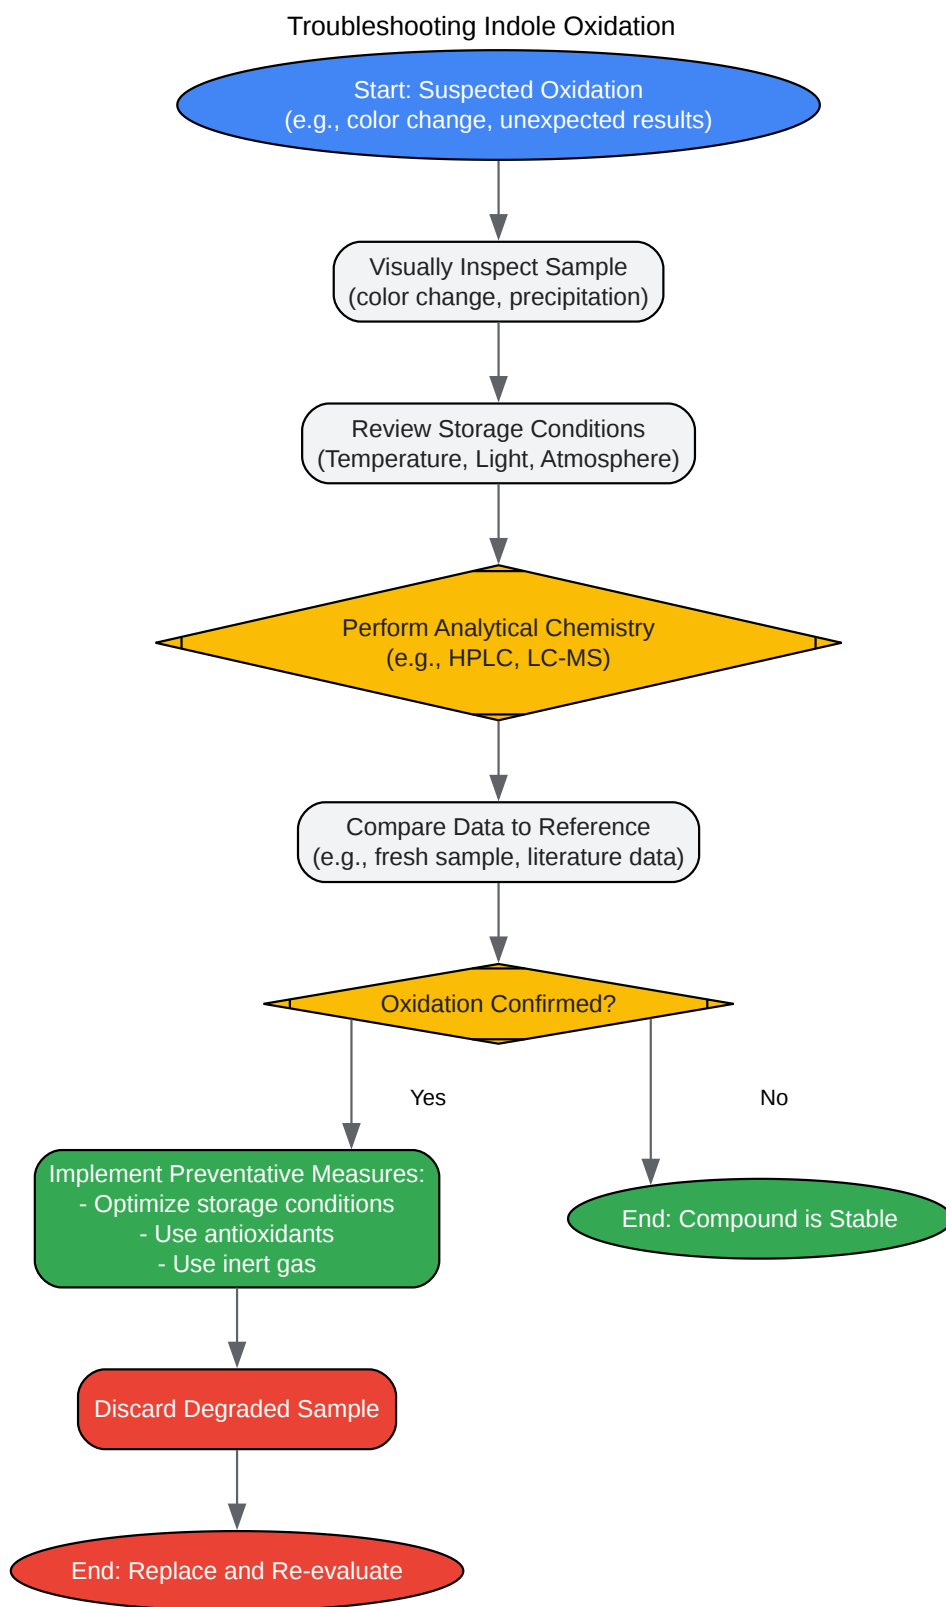 Troubleshooting Indole Oxidation
Start: Suspected Oxidation
(e.g., color change, unexpected results)
Visually Inspect Sample
(color change, precipitation)
Review Storage Conditions
(Temperature, Light, Atmosphere)
Perform Analytical Chemistry
(e.g., HPLC, LC-MS)
Compare Data to Reference
(e.g., fresh sample, literature data)
Oxidation Confirmed?
Yes
No
Implement Preventative Measures:
- Optimize storage conditions
- Use antioxidants
- Use inert gas
End: Compound is Stable
Discard Degraded Sample
End: Replace and Re-evaluate